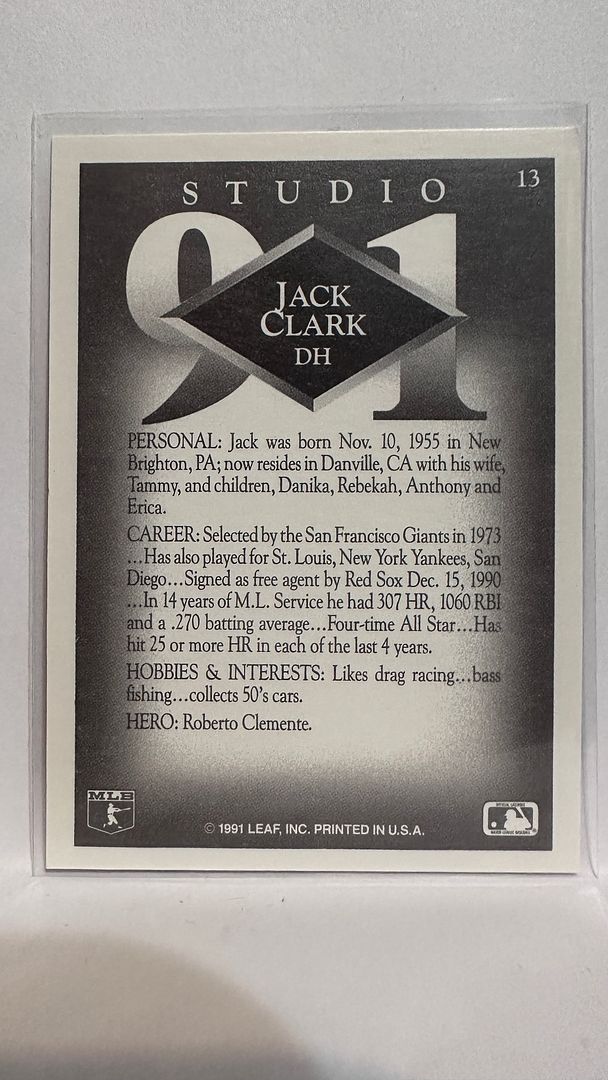 13
STUDIO
91
JACK
CLARK
DH
PERSONAL: Jack was born Nov. 10, 1955 in New
Brighton, PA; now resides in Danville, CA with his wife,
Tammy, and children, Danika, Rebekah, Anthony and
Erica.
CAREER: Selected by the San Francisco Giants in 1973
...Has also played for St. Louis, New York Yankees, San
Diego...Signed as free agent by Red Sox Dec. 15, 1990
...In 14 years of M.L. Service he had 307 HR, 1060 RBI
and a .270 batting average...Four-time All Star...Has
hit 25 or more HR in each of the last 4 years.
HOBBIES & INTERESTS: Likes drag racing...bass
fishing...collects 50's cars.
HERO: Roberto Clemente.
MLB
© 1991 LEAF, INC. PRINTED IN U.S.A.
OFFICIAL LICENSEE
MAJOR LEAGUE BASEBALL